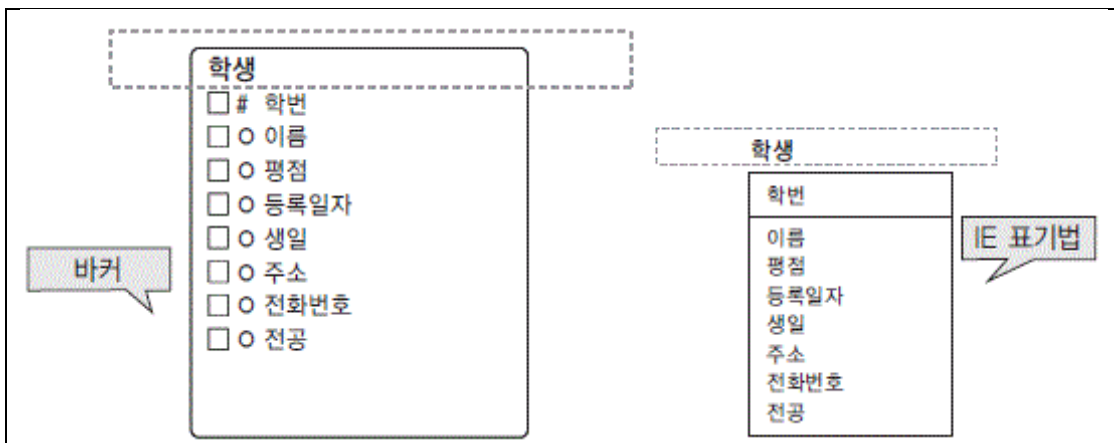 학생
□ # 학번
□ O 이름
□ O 평점
□ O 등록일자
□ O 생일
□ O 주소
□ O 전화번호
□ O 전공
바커
학생
학번
이름
평점
등록일자
생일
주소
전화번호
전공
IE 표기법